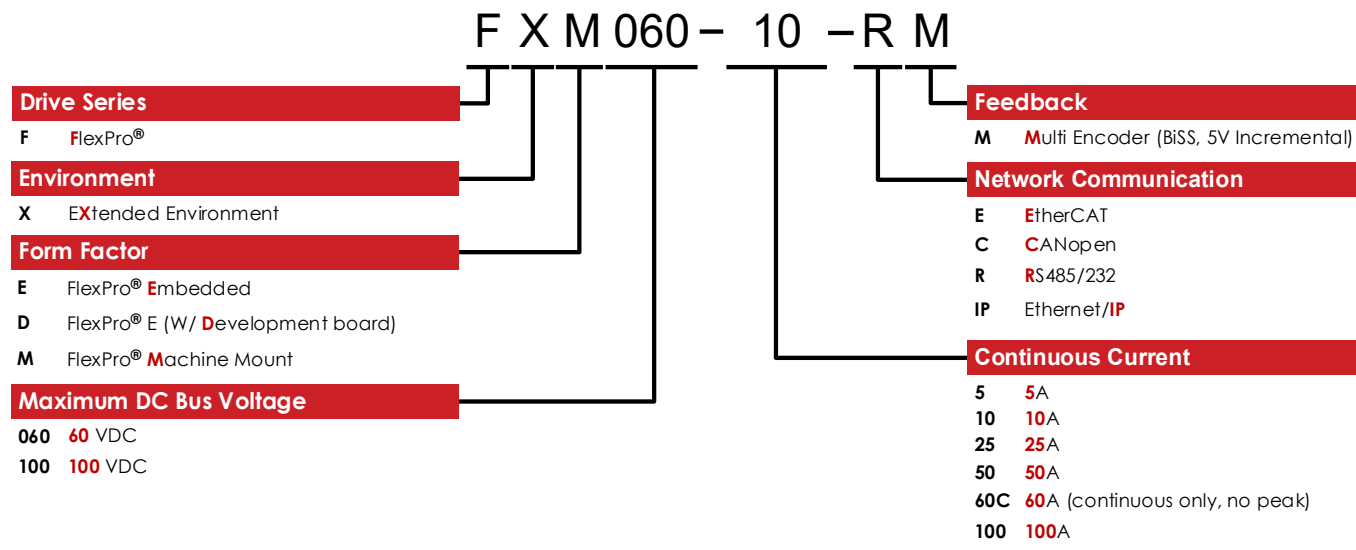 F X M 060 – 10 – R M
Drive Series
F FlexPro®
Environment
X EXtended Environment
Form Factor
E FlexPro® Embedded
D FlexPro® E (W/ Development board)
M FlexPro® Machine Mount
Maximum DC Bus Voltage
060 60 VDC
100 100 VDC
Feedback
M Multi Encoder (BiSS, 5V Incremental)
Network Communication
E EtherCAT
C CANopen
R RS485/232
IP Ethernet/IP
Continuous Current
5 5A
10 10A
25 25A
50 50A
60C 60A (continuous only, no peak)
100 100A